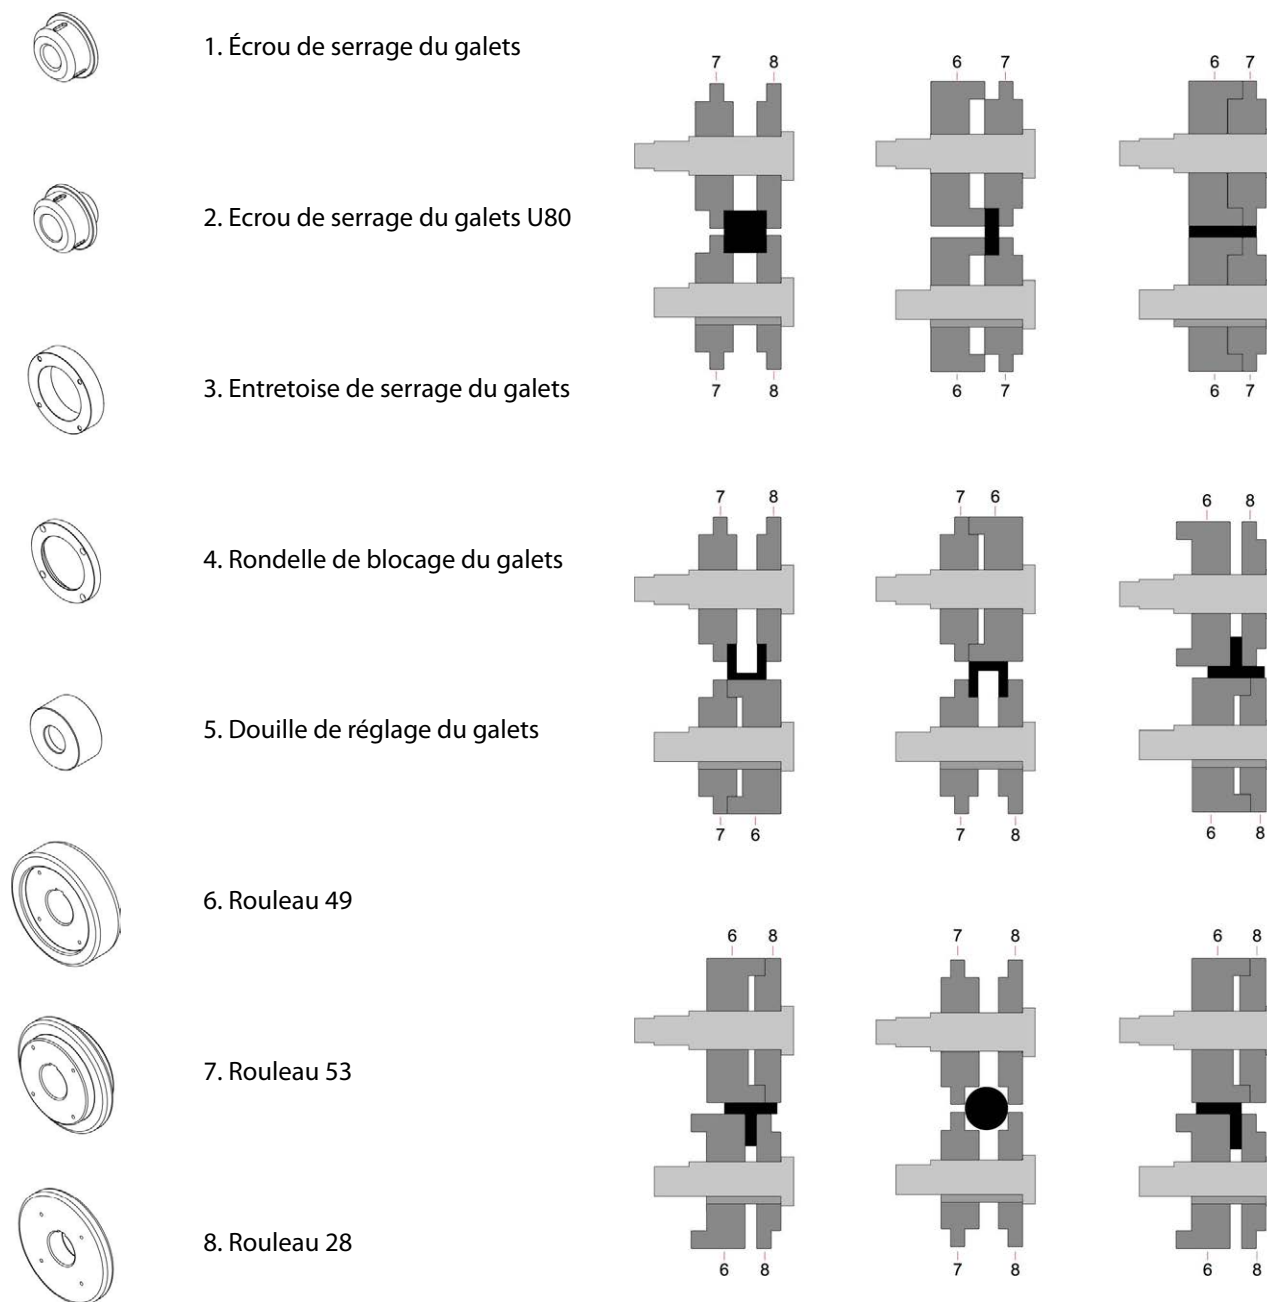 1. Écrou de serrage du galets
2. Ecrou de serrage du galets U80
3. Entretoise de serrage du galets
4. Rondelle de blocage du galets
5. Douille de réglage du galets
6. Rouleau 49
7. Rouleau 53
8. Rouleau 28
7 8
6 7
6 7
7 8
6 7
6 7
7 8
7 6
6 8
7 6
7 8
6 8
6 8
7 8
6 8
6 8
7 8
6 8